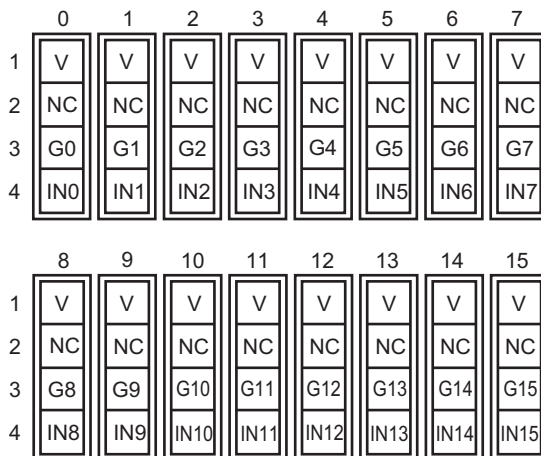 0 1 2 3 4 5 6 7
1 V V V V V V V V
2 NC NC NC NC NC NC NC NC
3 G0 G1 G2 G3 G4 G5 G6 G7
4 IN0 IN1 IN2 IN3 IN4 IN5 IN6 IN7
8 9 10 11 12 13 14 15
1 V V V V V V V V
2 NC NC NC NC NC NC NC NC
3 G8 G9 G10 G11 G12 G13 G14 G15
4 IN8 IN9 IN10 IN11 IN12 IN13 IN14 IN15